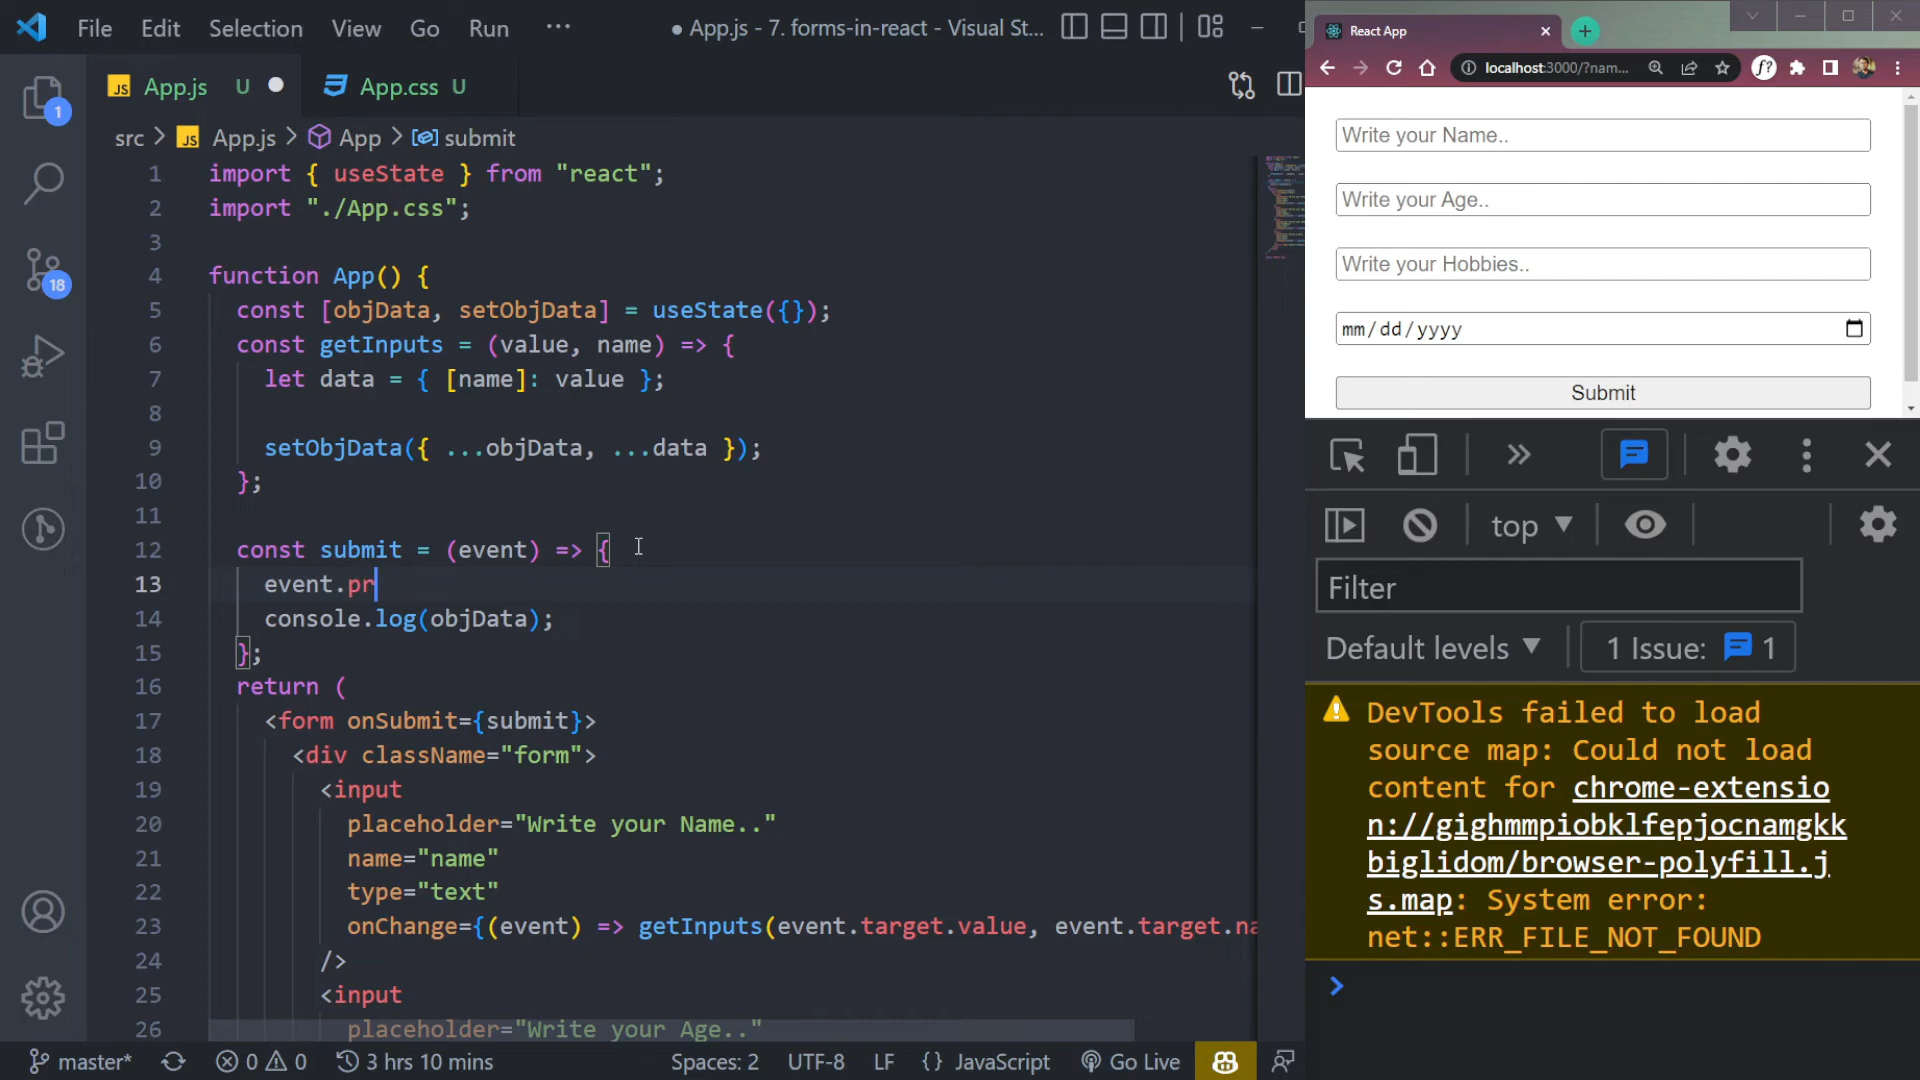 File Edit Selection View Go Run ··· ● App.js - 7. forms-in-react - Visual St...
JS App.js U ● App.css U
src > JS App.js > App > submit
1 import { useState } from "react";
2 import "./App.css";
3
4 function App() {
5 const [objData, setObjData] = useState({});
6 const getInputs = (value, name) => {
7 let data = { [name]: value };
8
9 setObjData({ ...objData, ...data });
10 };
11
12 const submit = (event) => {
13 event.pr
14 console.log(objData);
15 };
16 return (
17 <form onSubmit={submit}>
18 <div className="form">
19 <input
20 placeholder="Write your Name.."
21 name="name"
22 type="text"
23 onChange={(event) => getInputs(event.target.value, event.target.na
24 />
25 <input
26 placeholder="Write your Age.."
1
18
master* 0 0 3 hrs 10 mins Spaces: 2 UTF-8 LF {} JavaScript Go Live
React App
localhost:3000/?nam... f?
Write your Name..
Write your Age..
Write your Hobbies..
mm/dd/yyyy
Submit
top
Filter
Default levels 1 Issue: 1
DevTools failed to load
source map: Could not load
content for chrome-extensio
n://gighmmpiobklfepjocnamgkk
biglidom/browser-polyfill.j
s.map: System error:
net::ERR_FILE_NOT_FOUND
>